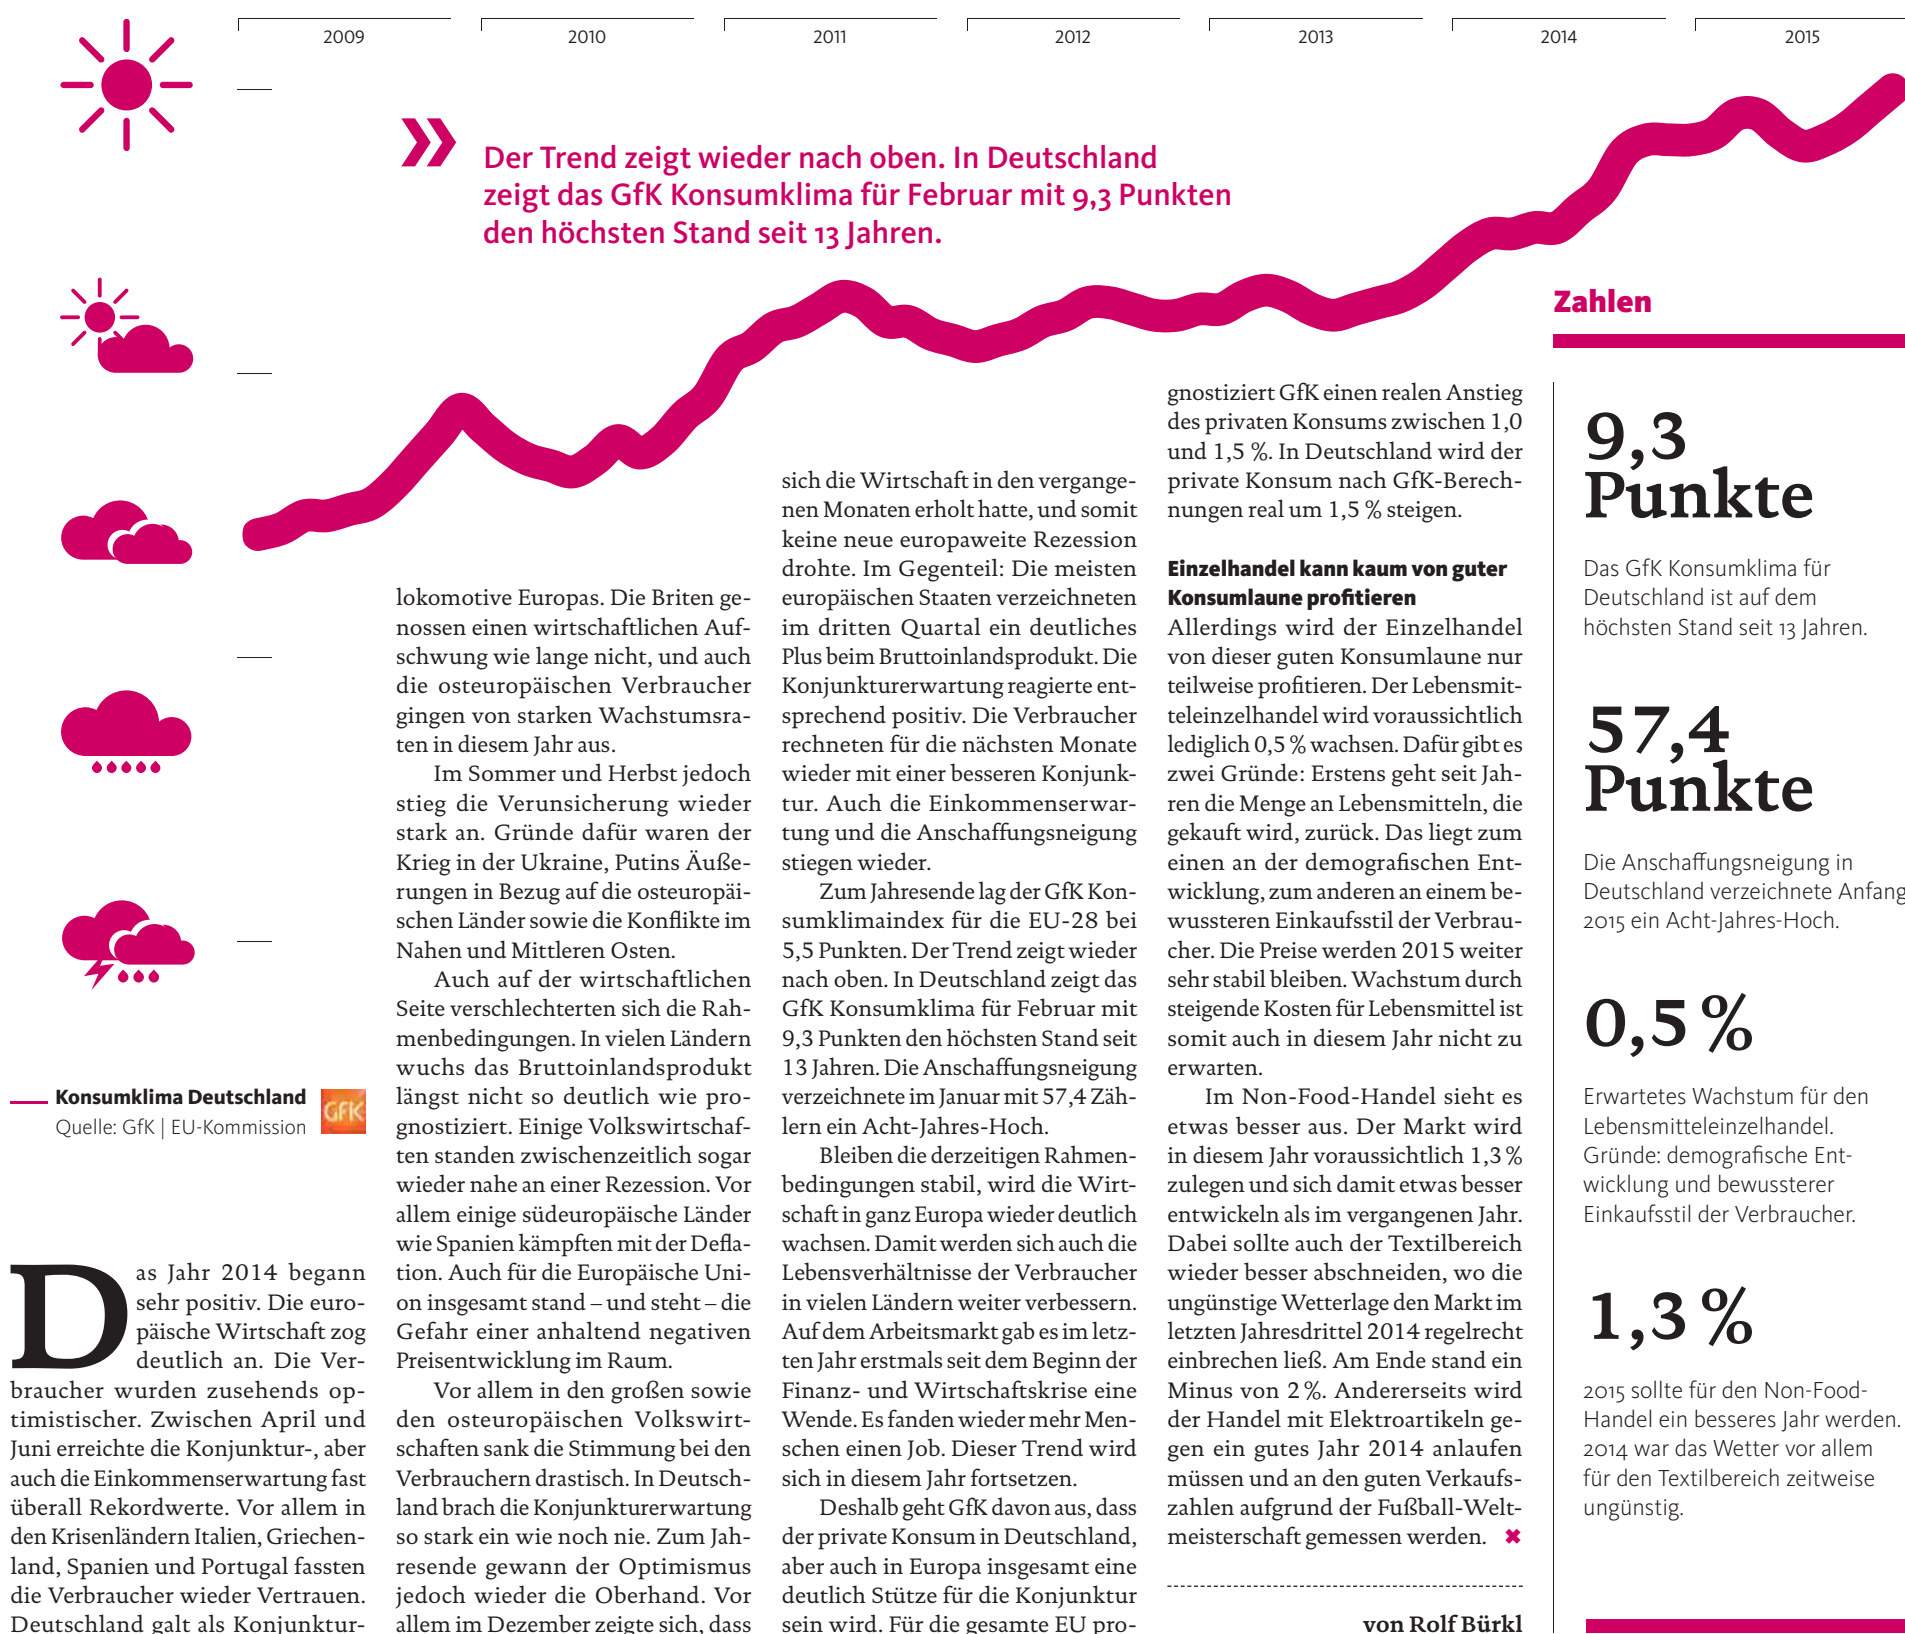 2009 2010 2011 2012 2013 2014 2015
» Der Trend zeigt wieder nach oben. In Deutschland
zeigt das GfK Konsumklima für Februar mit 9,3 Punkten
den höchsten Stand seit 13 Jahren.
Konsumklima Deutschland
Quelle: GfK | EU-Kommission
GfK
Das Jahr 2014 begann
sehr positiv. Die euro-
päische Wirtschaft zog
deutlich an. Die Ver-
braucher wurden zusehends op-
timistischer. Zwischen April und
Juni erreichte die Konjunktur-, aber
auch die Einkommenserwartung fast
überall Rekordwerte. Vor allem in
den Krisenländern Italien, Griechen-
land, Spanien und Portugal fassten
die Verbraucher wieder Vertrauen.
Deutschland galt als Konjunktur-
lokomotive Europas. Die Briten ge-
nossen einen wirtschaftlichen Auf-
schwung wie lange nicht, und auch
die osteuropäischen Verbraucher
gingen von starken Wachstumsra-
ten in diesem Jahr aus.
Im Sommer und Herbst jedoch
stieg die Verunsicherung wieder
stark an. Gründe dafür waren der
Krieg in der Ukraine, Putins Äuße-
rungen in Bezug auf die osteuropäi-
schen Länder sowie die Konflikte im
Nahen und Mittleren Osten.
Auch auf der wirtschaftlichen
Seite verschlechterten sich die Rah-
menbedingungen. In vielen Ländern
wuchs das Bruttoinlandsprodukt
längst nicht so deutlich wie pro-
gnostiziert. Einige Volkswirtschaf-
ten standen zwischenzeitlich sogar
wieder nahe an einer Rezession. Vor
allem einige südeuropäische Länder
wie Spanien kämpften mit der Defla-
tion. Auch für die Europäische Uni-
on insgesamt stand – und steht – die
Gefahr einer anhaltend negativen
Preisentwicklung im Raum.
Vor allem in den großen sowie
den osteuropäischen Volkswirt-
schaften sank die Stimmung bei den
Verbrauchern drastisch. In Deutsch-
land brach die Konjunkturerwartung
so stark ein wie noch nie. Zum Jah-
resende gewann der Optimismus
jedoch wieder die Oberhand. Vor
allem im Dezember zeigte sich, dass
sich die Wirtschaft in den vergange-
nen Monaten erholt hatte, und somit
keine neue europaweite Rezession
drohte. Im Gegenteil: Die meisten
europäischen Staaten verzeichneten
im dritten Quartal ein deutliches
Plus beim Bruttoinlandsprodukt. Die
Konjunkturerwartung reagierte ent-
sprechend positiv. Die Verbraucher
rechneten für die nächsten Monate
wieder mit einer besseren Konjunk-
tur. Auch die Einkommenserwar-
tung und die Anschaffungsneigung
stiegen wieder.
Zum Jahresende lag der GfK Kon-
sumklimaindex für die EU-28 bei
5,5 Punkten. Der Trend zeigt wieder
nach oben. In Deutschland zeigt das
GfK Konsumklima für Februar mit
9,3 Punkten den höchsten Stand seit
13 Jahren. Die Anschaffungsneigung
verzeichnete im Januar mit 57,4 Zäh-
lern ein Acht-Jahres-Hoch.
Bleiben die derzeitigen Rahmen-
bedingungen stabil, wird die Wirt-
schaft in ganz Europa wieder deutlich
wachsen. Damit werden sich auch die
Lebensverhältnisse der Verbraucher
in vielen Ländern weiter verbessern.
Auf dem Arbeitsmarkt gab es im letz-
ten Jahr erstmals seit dem Beginn der
Finanz- und Wirtschaftskrise eine
Wende. Es fanden wieder mehr Men-
schen einen Job. Dieser Trend wird
sich in diesem Jahr fortsetzen.
Deshalb geht GfK davon aus, dass
der private Konsum in Deutschland,
aber auch in Europa insgesamt eine
deutlich Stütze für die Konjunktur
sein wird. Für die gesamte EU pro-
gnostiziert GfK einen realen Anstieg
des privaten Konsums zwischen 1,0
und 1,5 %. In Deutschland wird der
private Konsum nach GfK-Berech-
nungen real um 1,5 % steigen.
Einzelhandel kann kaum von guter
Konsumlaune profitieren
Allerdings wird der Einzelhandel
von dieser guten Konsumlaune nur
teilweise profitieren. Der Lebensmit-
teleinzelhandel wird voraussichtlich
lediglich 0,5 % wachsen. Dafür gibt es
zwei Gründe: Erstens geht seit Jah-
ren die Menge an Lebensmitteln, die
gekauft wird, zurück. Das liegt zum
einen an der demografischen Ent-
wicklung, zum anderen an einem be-
wussteren Einkaufsstil der Verbrau-
cher. Die Preise werden 2015 weiter
sehr stabil bleiben. Wachstum durch
steigende Kosten für Lebensmittel ist
somit auch in diesem Jahr nicht zu
erwarten.
Im Non-Food-Handel sieht es
etwas besser aus. Der Markt wird
in diesem Jahr voraussichtlich 1,3 %
zulegen und sich damit etwas besser
entwickeln als im vergangenen Jahr.
Dabei sollte auch der Textilbereich
wieder besser abschneiden, wo die
ungünstige Wetterlage den Markt im
letzten Jahresdrittel 2014 regelrecht
einbrechen ließ. Am Ende stand ein
Minus von 2 %. Andererseits wird
der Handel mit Elektroartikeln ge-
gen ein gutes Jahr 2014 anlaufen
müssen und an den guten Verkaufs-
zahlen aufgrund der Fußball-Welt-
meisterschaft gemessen werden. ✖
von Rolf Bürkl
Zahlen
9,3
Punkte
Das GfK Konsumklima für
Deutschland ist auf dem
höchsten Stand seit 13 Jahren.
57,4
Punkte
Die Anschaffungsneigung in
Deutschland verzeichnete Anfang
2015 ein Acht-Jahres-Hoch.
0,5 %
Erwartetes Wachstum für den
Lebensmitteleinzelhandel.
Gründe: demografische Ent-
wicklung und bewussterer
Einkaufsstil der Verbraucher.
1,3 %
2015 sollte für den Non-Food-
Handel ein besseres Jahr werden.
2014 war das Wetter vor allem
für den Textilbereich zeitweise
ungünstig.